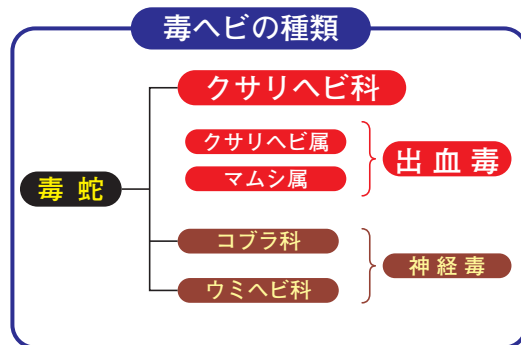 毒ヘビの種類
クサリヘビ科
クサリヘビ属
マムシ属
出血毒
毒蛇
コブラ科
ウミヘビ科
神経毒